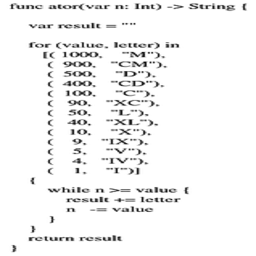 func ator(var n: Int) -> String {
var result = ""
for (value, letter) in
[( 1000, "M"),
( 900, "CM"),
( 500, "D"),
( 400, "CD"),
( 100, "C"),
( 90, "XC"),
( 50, "L"),
( 40, "XL"),
( 10, "X"),
( 9, "IX"),
( 5, "V"),
( 4, "IV"),
( 1, "I")]
{
while n >= value {
result += letter
n -= value
}
}
return result
}